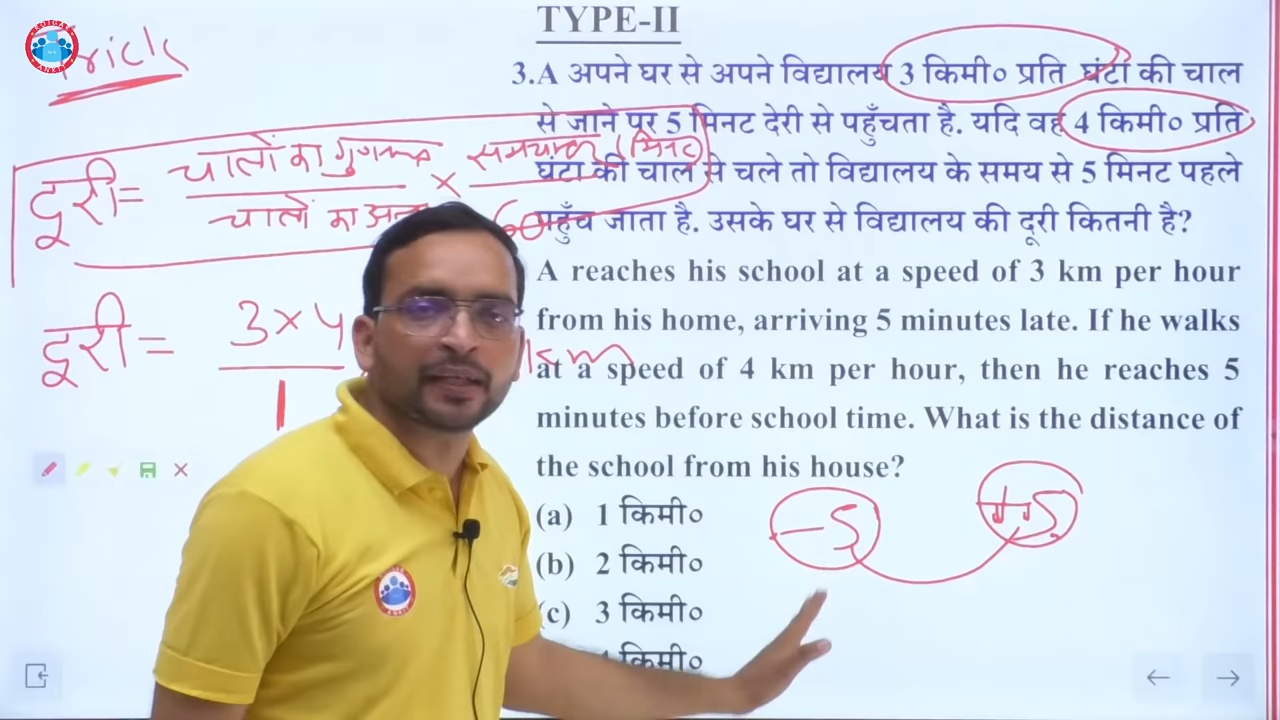 Trick
TYPE-II
3.A अपने घर से अपने विद्यालय 3 किमी० प्रति घंटा की चाल
से जाने पर 5 मिनट देरी से पहुँचता है. यदि वह 4 किमी० प्रति
घंटा की चाल से चले तो विद्यालय के समय से 5 मिनट पहले
पहुँच जाता है. उसके घर से विद्यालय की दूरी कितनी है?
A reaches his school at a speed of 3 km per hour
from his home, arriving 5 minutes late. If he walks
at a speed of 4 km per hour, then he reaches 5
minutes before school time. What is the distance of
the school from his house?
(a) 1 किमी०
(b) 2 किमी०
(c) 3 किमी०
किमी०
दूरी = चालों का गुणनफल × समयान्तर (मिनट)
चालों का 60
दूरी = 3 × 4
1
km
-5 +5